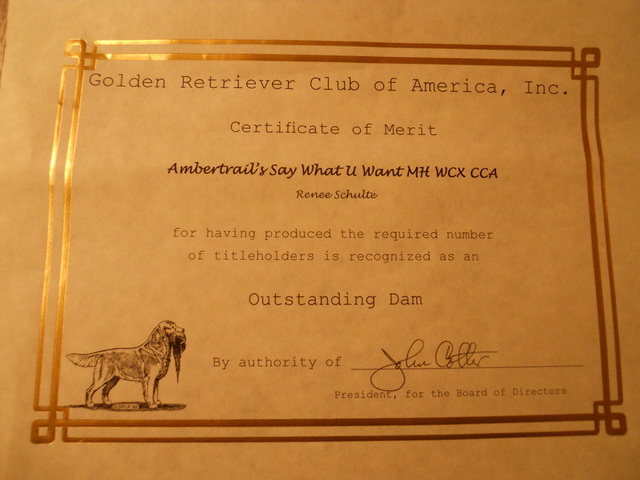 Golden Retriever Club of America, Inc.
Certificate of Merit
Ambertrail's Say What U Want MH WCX CCA
Renee Schulte
for having produced the required number
of titleholders is recognized as an
Outstanding Dam
By authority of
President, for the Board of Directors